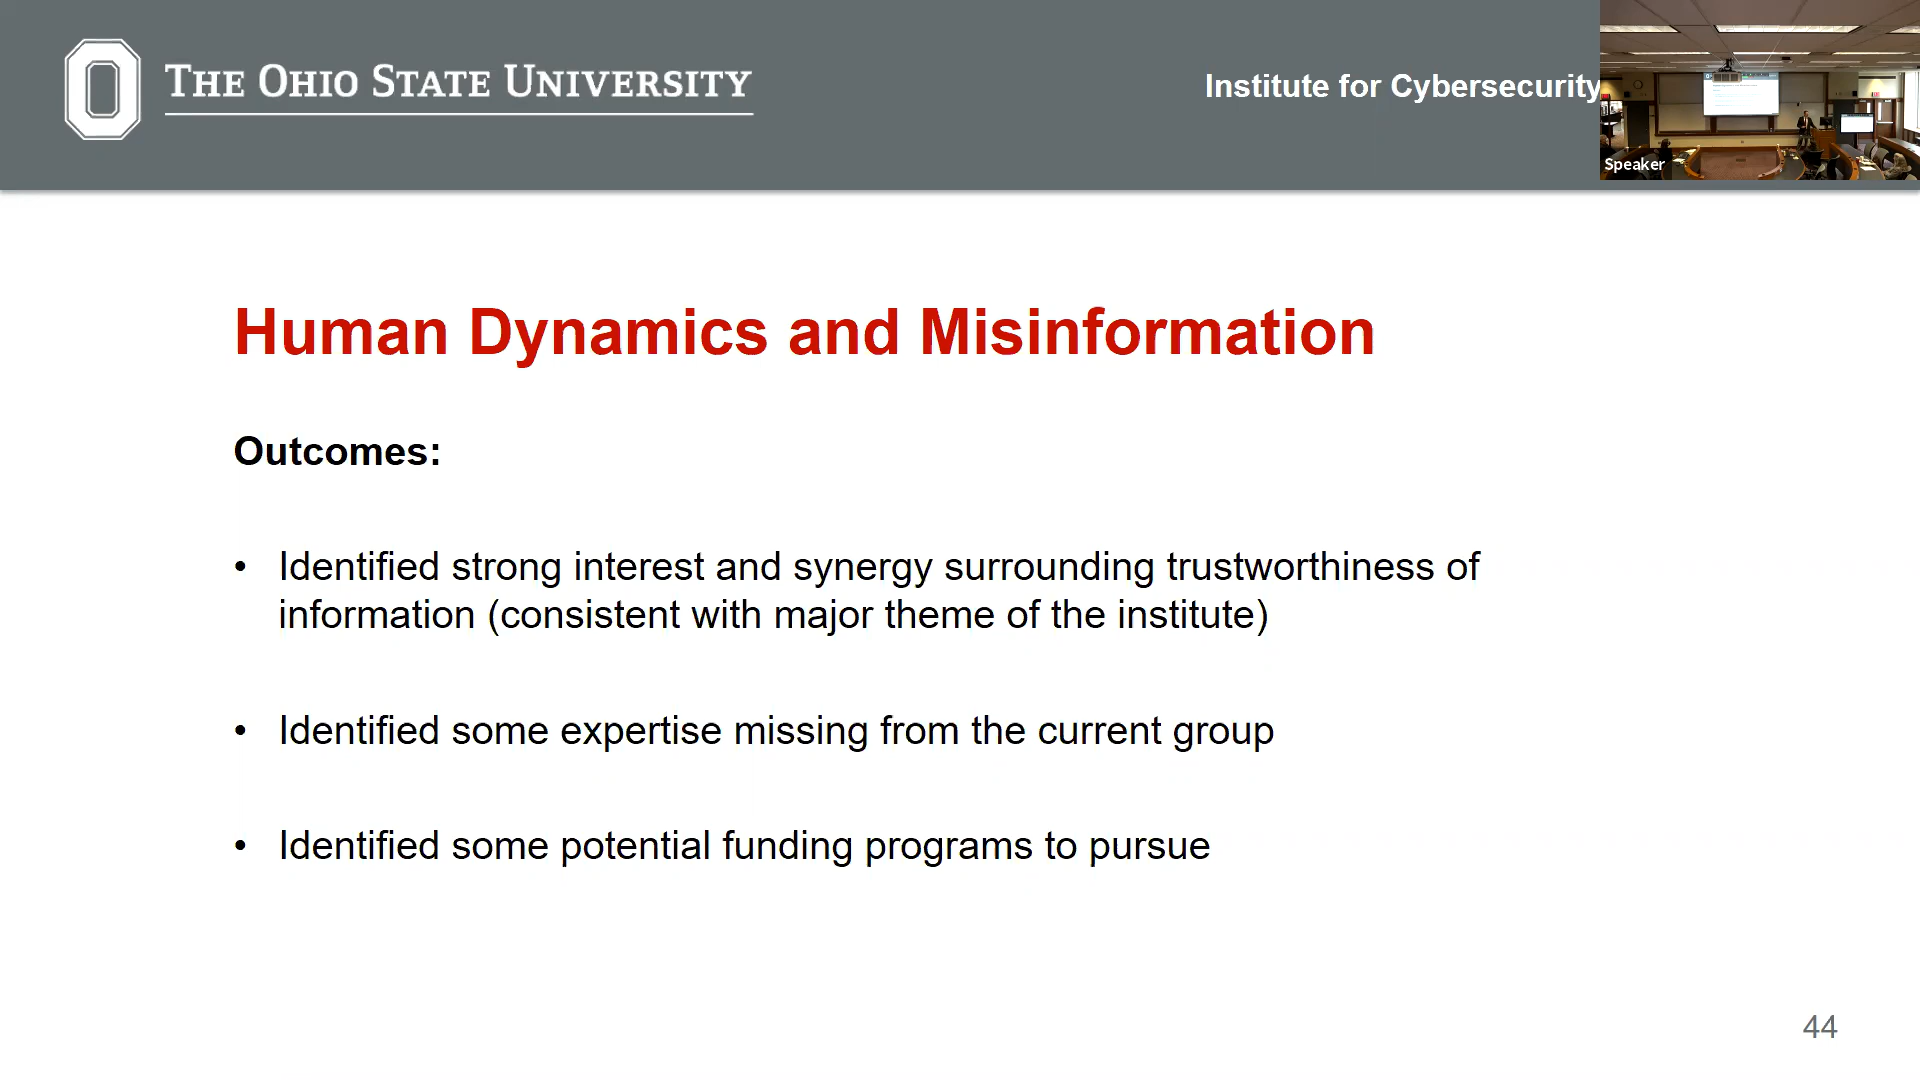 THE OHIO STATE UNIVERSITY
Institute for Cybersecurity
Speaker
Human Dynamics and Misinformation
Outcomes:
• Identified strong interest and synergy surrounding trustworthiness of
information (consistent with major theme of the institute)
• Identified some expertise missing from the current group
• Identified some potential funding programs to pursue
44